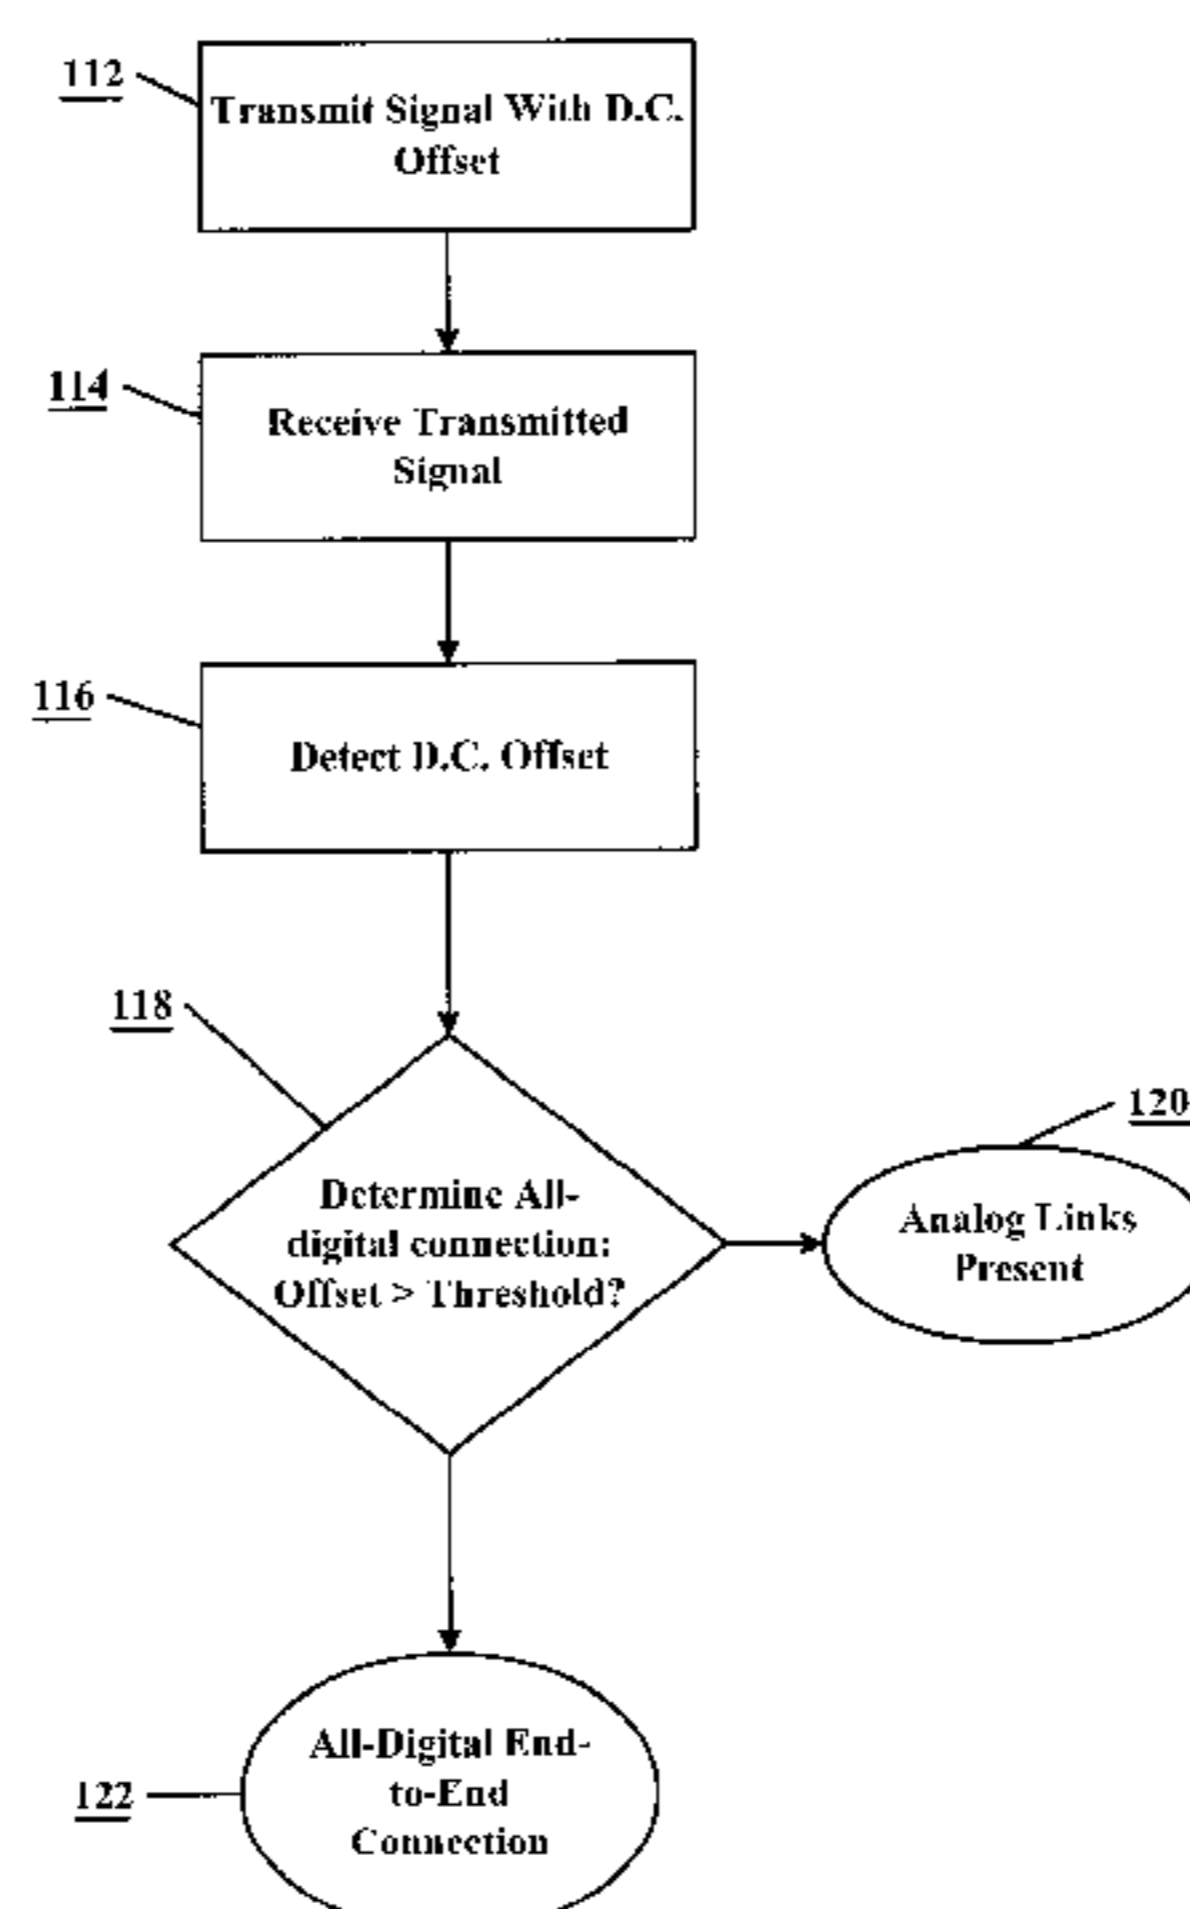 112
Transmit Signal With D.C.
Offset
114
Receive Transmitted
Signal
116
Detect D.C. Offset
118
Determine All-
digital connection:
Offset > Threshold?
120
Analog Links
Present
All-Digital End-
to-End
Connection
122